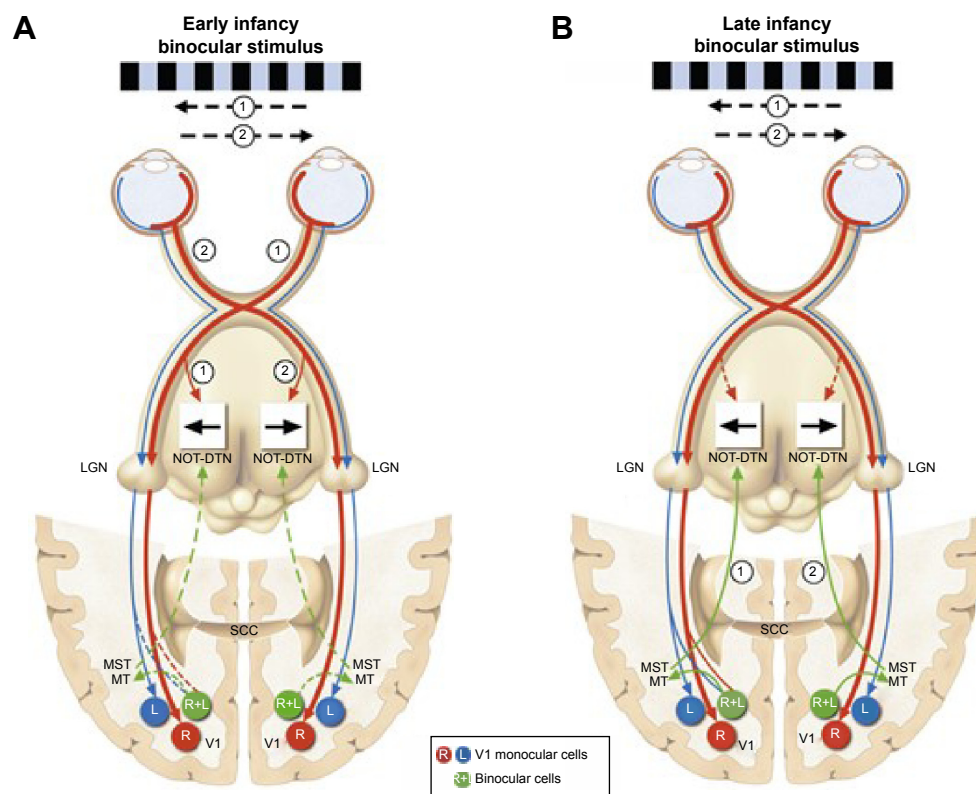 A
Early infancy
binocular stimulus
1
2
2
1
1
2
NOT-DTN
NOT-DTN
LGN
LGN
SCC
MST
MT
MST
MT
L
R+L
R
V1
R+L
L
V1
R
B
Late infancy
binocular stimulus
1
2
NOT-DTN
NOT-DTN
LGN
LGN
1
2
SCC
MST
MT
MST
MT
L
R+L
R
V1
R+L
L
V1
R
R L V1 monocular cells
R+L Binocular cells